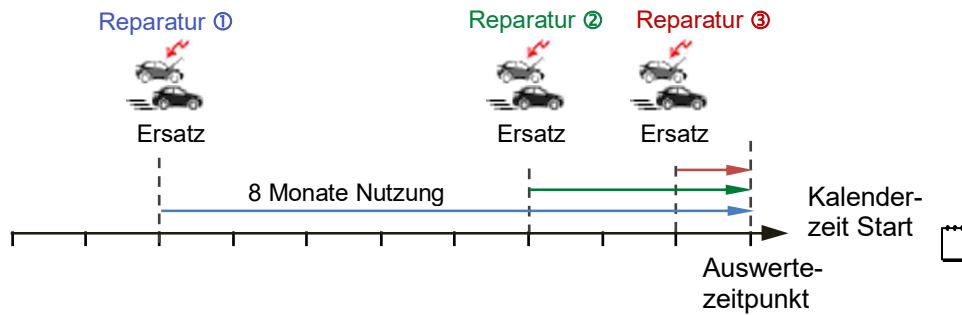 Reparatur ①
Reparatur ②
Reparatur ③
Ersatz
Ersatz
Ersatz
8 Monate Nutzung
Kalender-
zeit Start
Auswerte-
zeitpunkt